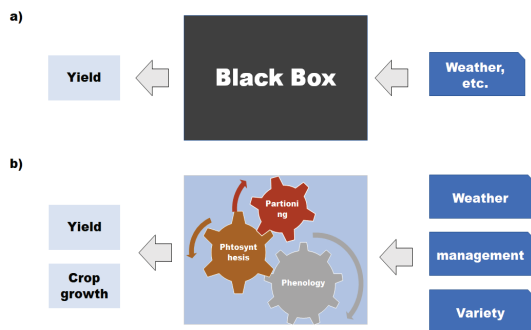 a)
Yield
Black Box
Weather,
etc.
b)
Yield
Crop
growth
Partioni
ng
Phtosynt
hesis
Phenology
Weather
management
Variety